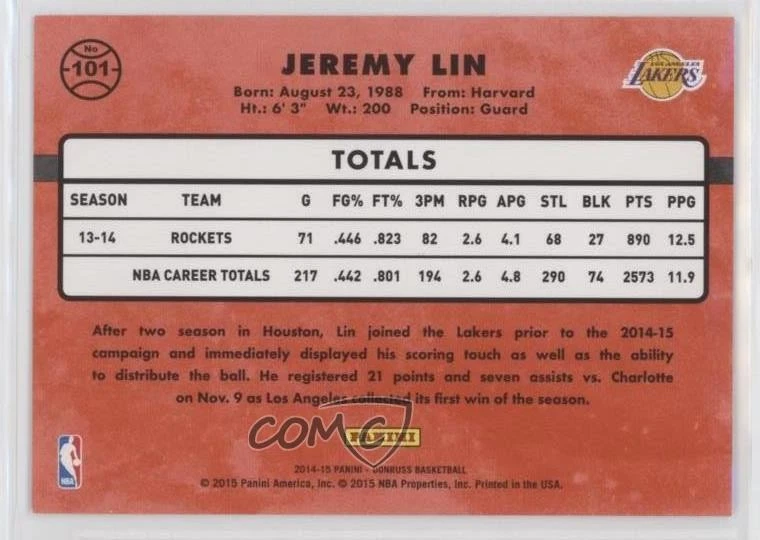 No
101
JEREMY LIN
LOS ANGELES
LAKERS
Born: August 23, 1988 From: Harvard
Ht.: 6' 3" Wt.: 200 Position: Guard
TOTALS
SEASON TEAM G FG% FT% 3PM RPG APG STL BLK PTS PPG
13-14 ROCKETS 71 .446 .823 82 2.6 4.1 68 27 890 12.5
NBA CAREER TOTALS 217 .442 .801 194 2.6 4.8 290 74 2573 11.9
After two season in Houston, Lin joined the Lakers prior to the 2014-15
campaign and immediately displayed his scoring touch as well as the ability
to distribute the ball. He registered 21 points and seven assists vs. Charlotte
on Nov. 9 as Los Angeles collected its first win of the season.
COMC
PANINI
NBA
2014-15 PANINI - DONRUSS BASKETBALL
© 2015 Panini America, Inc. © 2015 NBA Properties, Inc. Printed in the USA.